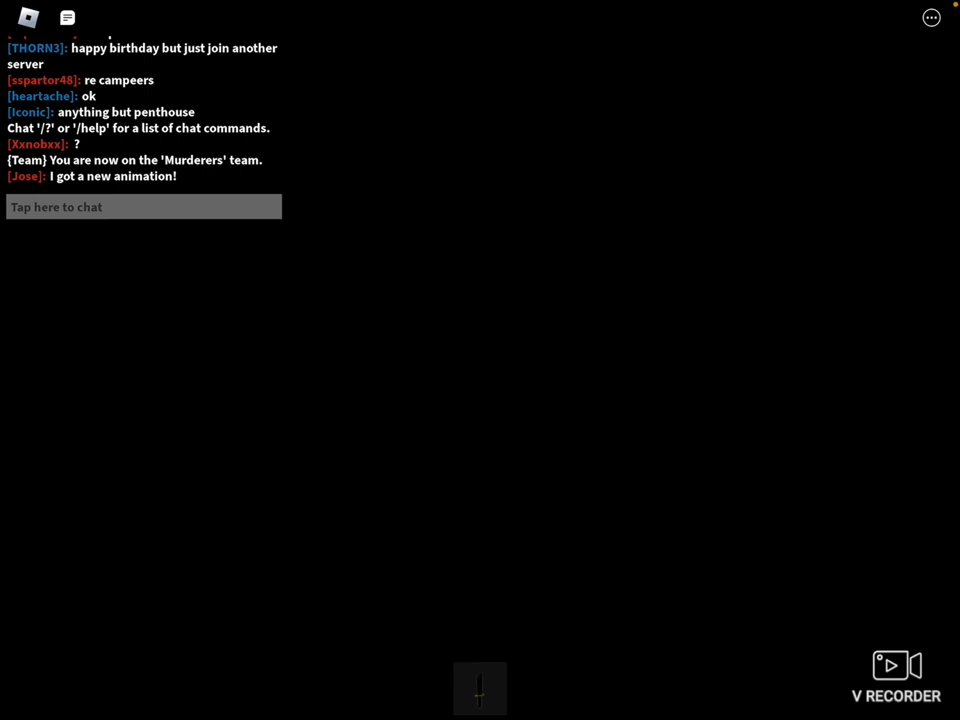 [THORN3]: happy birthday but just join another
server
[sspartor48]: re campeers
[heartache]: ok
[Iconic]: anything but penthouse
Chat '/?' or '/help' for a list of chat commands.
[Xxnobxx]: ?
{Team} You are now on the 'Murderers' team.
[Jose]: I got a new animation!
Tap here to chat
V RECORDER